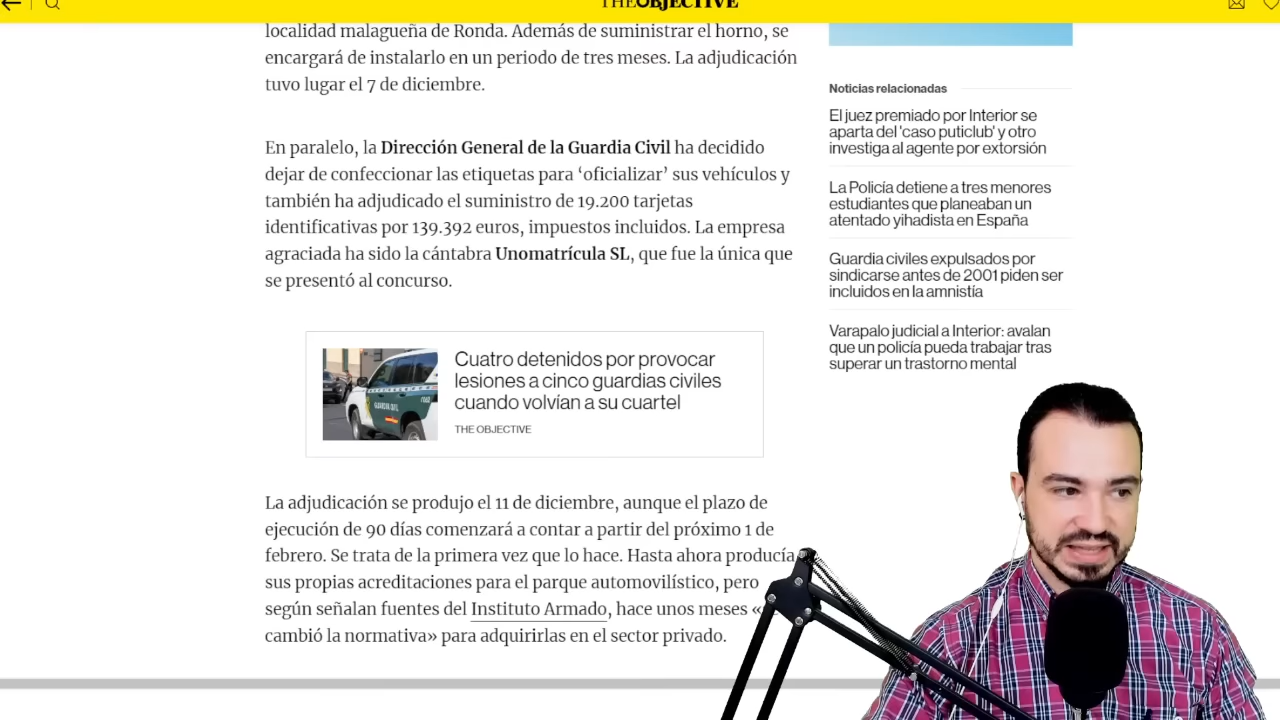 THEOBJECTIVE
localidad malagueña de Ronda. Además de suministrar el horno, se
encargará de instalarlo en un periodo de tres meses. La adjudicación
tuvo lugar el 7 de diciembre.
En paralelo, la Dirección General de la Guardia Civil ha decidido
dejar de confeccionar las etiquetas para ‘oficializar’ sus vehículos y
también ha adjudicado el suministro de 19.200 tarjetas
identificativas por 139.392 euros, impuestos incluidos. La empresa
agraciada ha sido la cántabra Unomatrícula SL, que fue la única que
se presentó al concurso.
Cuatro detenidos por provocar
lesiones a cinco guardias civiles
cuando volvían a su cuartel
THE OBJECTIVE
GUARDIA CIVIL
La adjudicación se produjo el 11 de diciembre, aunque el plazo de
ejecución de 90 días comenzará a contar a partir del próximo 1 de
febrero. Se trata de la primera vez que lo hace. Hasta ahora producía
sus propias acreditaciones para el parque automovilístico, pero
según señalan fuentes del Instituto Armado, hace unos meses «
cambió la normativa» para adquirirlas en el sector privado.
Noticias relacionadas
El juez premiado por Interior se
aparta del 'caso puticlub' y otro
investiga al agente por extorsión
La Policía detiene a tres menores
estudiantes que planeaban un
atentado yihadista en España
Guardia civiles expulsados por
sindicarse antes de 2001 piden ser
incluidos en la amnistía
Varapalo judicial a Interior: avalan
que un policía pueda trabajar tras
superar un trastorno mental